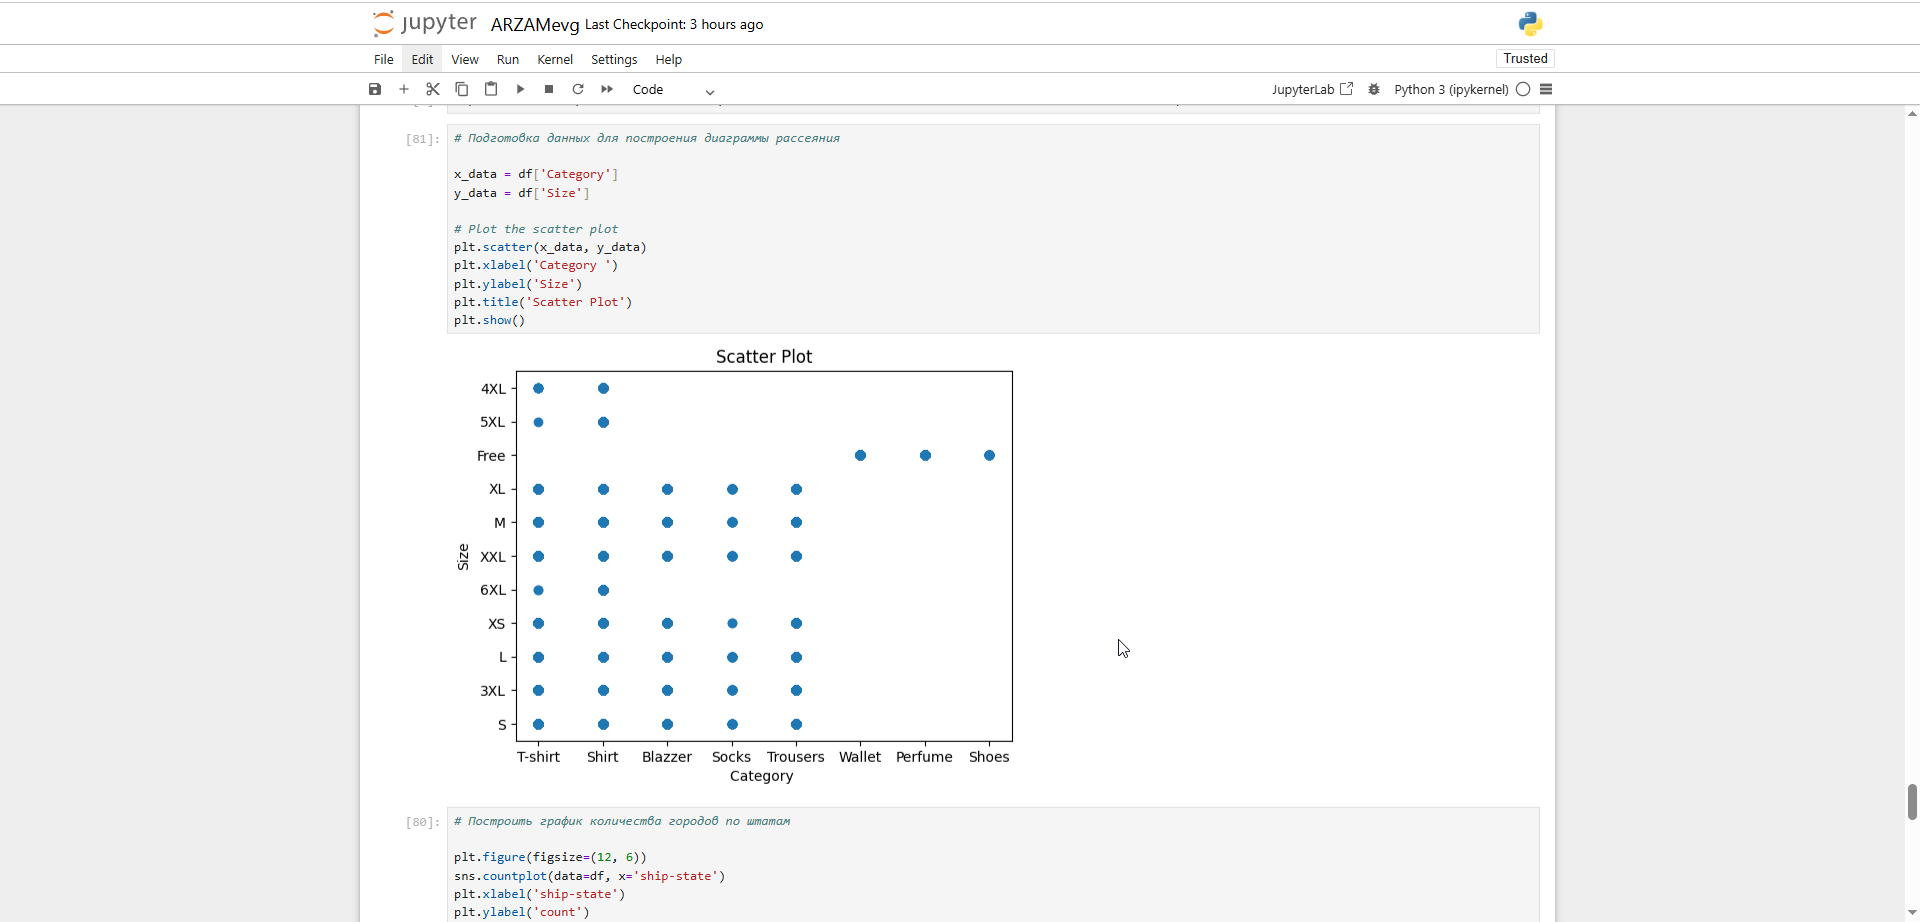 jupyter ARZAMevg Last Checkpoint: 3 hours ago
File Edit View Run Kernel Settings Help Trusted
Code JupyterLab Python 3 (ipykernel)
[81]: # Подготовка данных для построения диаграммы рассеяния
x_data = df['Category']
y_data = df['Size']
# Plot the scatter plot
plt.scatter(x_data, y_data)
plt.xlabel('Category ')
plt.ylabel('Size')
plt.title('Scatter Plot')
plt.show()
Scatter Plot
4XL
5XL
Free
XL
M
XXL
6XL
XS
L
3XL
S
Size
T-shirt Shirt Blazzer Socks Trousers Wallet Perfume Shoes
Category
[80]: # Построить график количества городов по штатам
plt.figure(figsize=(12, 6))
sns.countplot(data=df, x='ship-state')
plt.xlabel('ship-state')
plt.ylabel('count')